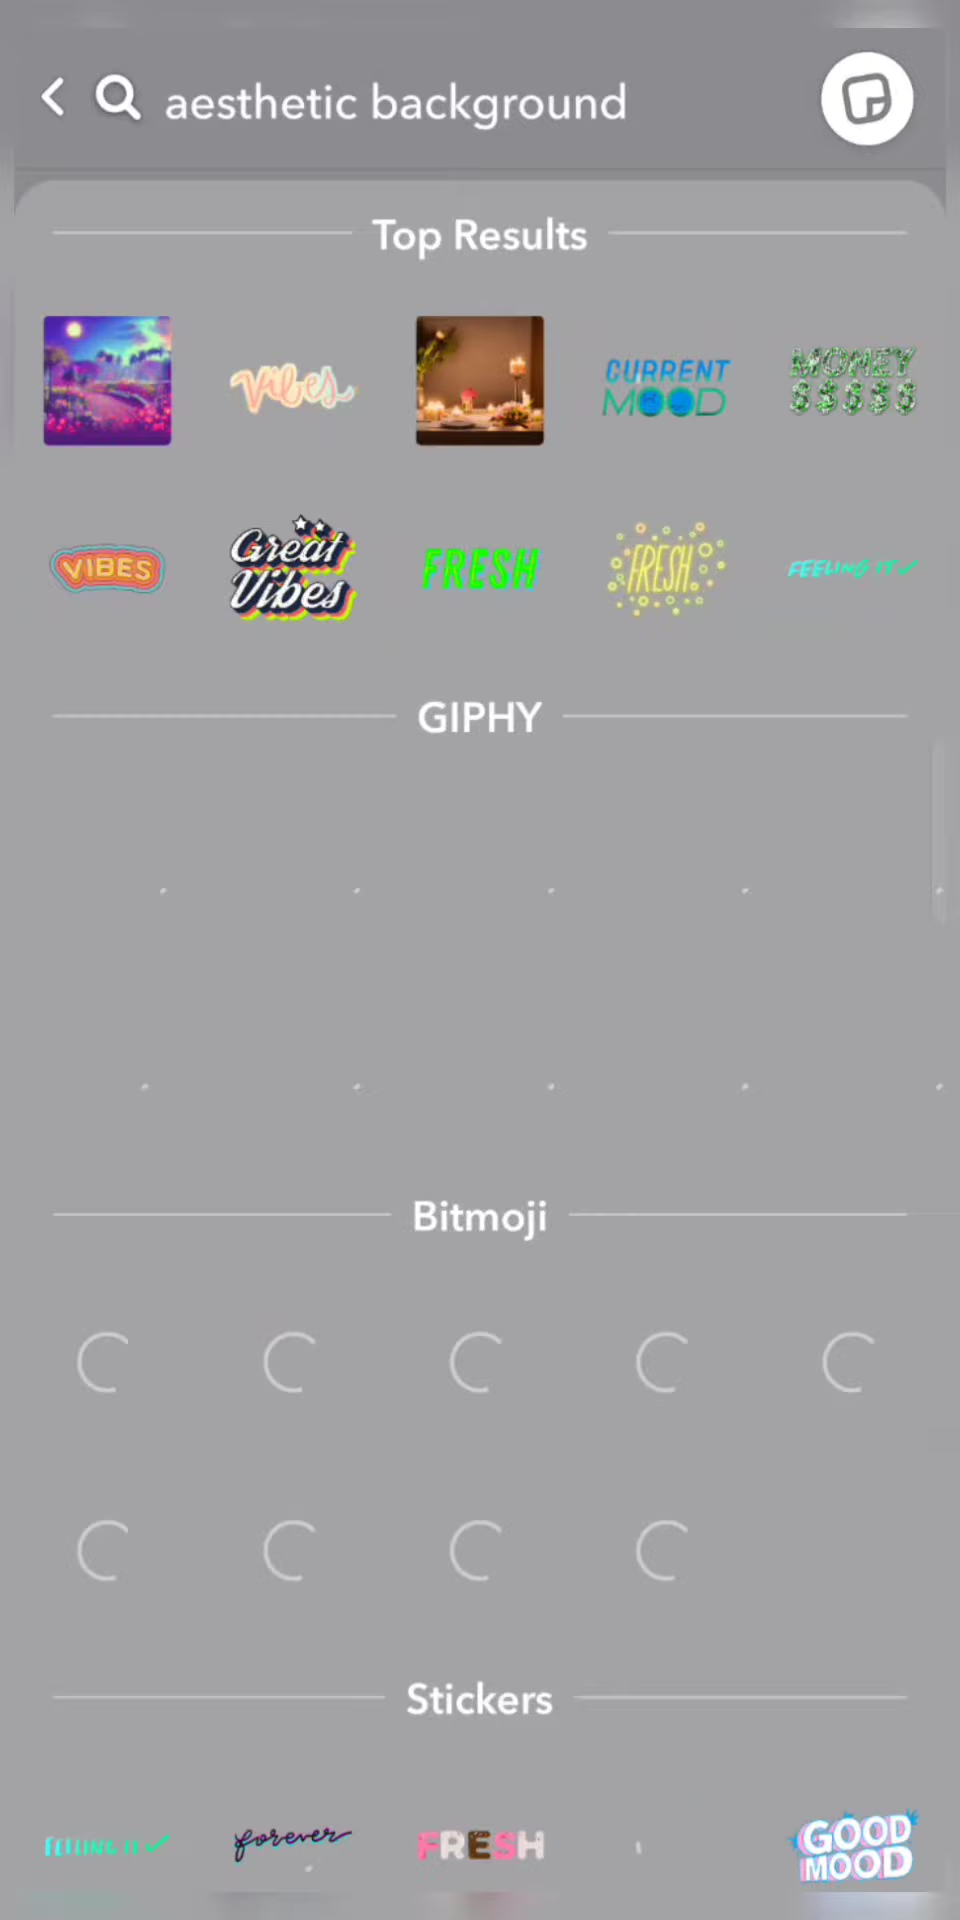 aesthetic background
Top Results
vibes
CURRENT
MOOD
MONEY
$$$$$
VIBES
Great
Vibes
FRESH
FRESH
FEELING IT
GIPHY
Bitmoji
Stickers
FEELING IT
forever
FRESH
GOOD
MOOD